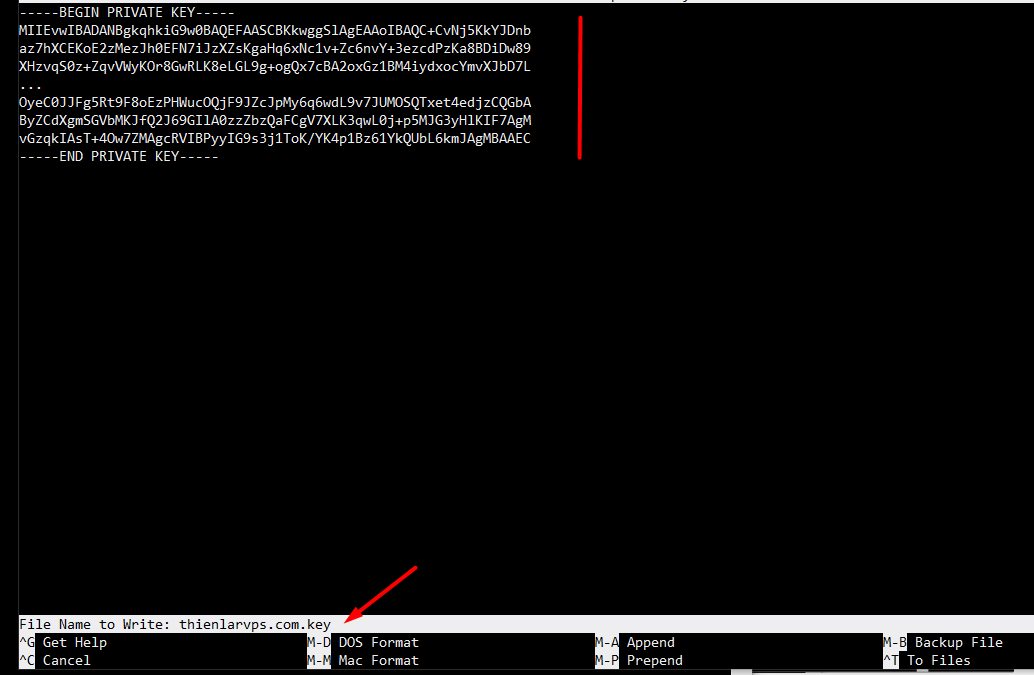 -----BEGIN PRIVATE KEY-----
MIIEvwIBADANBgkqhkiG9w0BAQEFAASCBKkwggSlAgEAAoIBAQC+CvNj5KkYJDnb
az7hXCEKoE2zMezJh0EFN7iJzXZsKgaHq6xNc1v+Zc6nvY+3ezcdPzKa8BDiDw89
XHzvqS0z+ZqvVWyKOr8GwRLK8eLGL9g+ogQx7cBA2oxGz1BM4iydxocYmvXJbD7L
...
OyeC0JJFg5Rt9F8oEzPHWucOQjF9JZcJpMy6q6wdL9v7JUMOSQTxet4edjzCQGbA
ByZCdXgmSGVbMKJfQ2J69GIlA0zzZbzQaFCgV7XLK3qwL0j+p5MJG3yHlKIF7AgM
vGzqkIAsT+4Ow7ZMAgcRVIBPyyIG9s3j1ToK/YK4p1Bz61YkQUbL6kmJAgMBAAEC
-----END PRIVATE KEY-----
File Name to Write: thienlarvps.com.key
^G Get Help M-D DOS Format M-A Append M-B Backup File
^C Cancel M-M Mac Format M-P Prepend ^T To Files